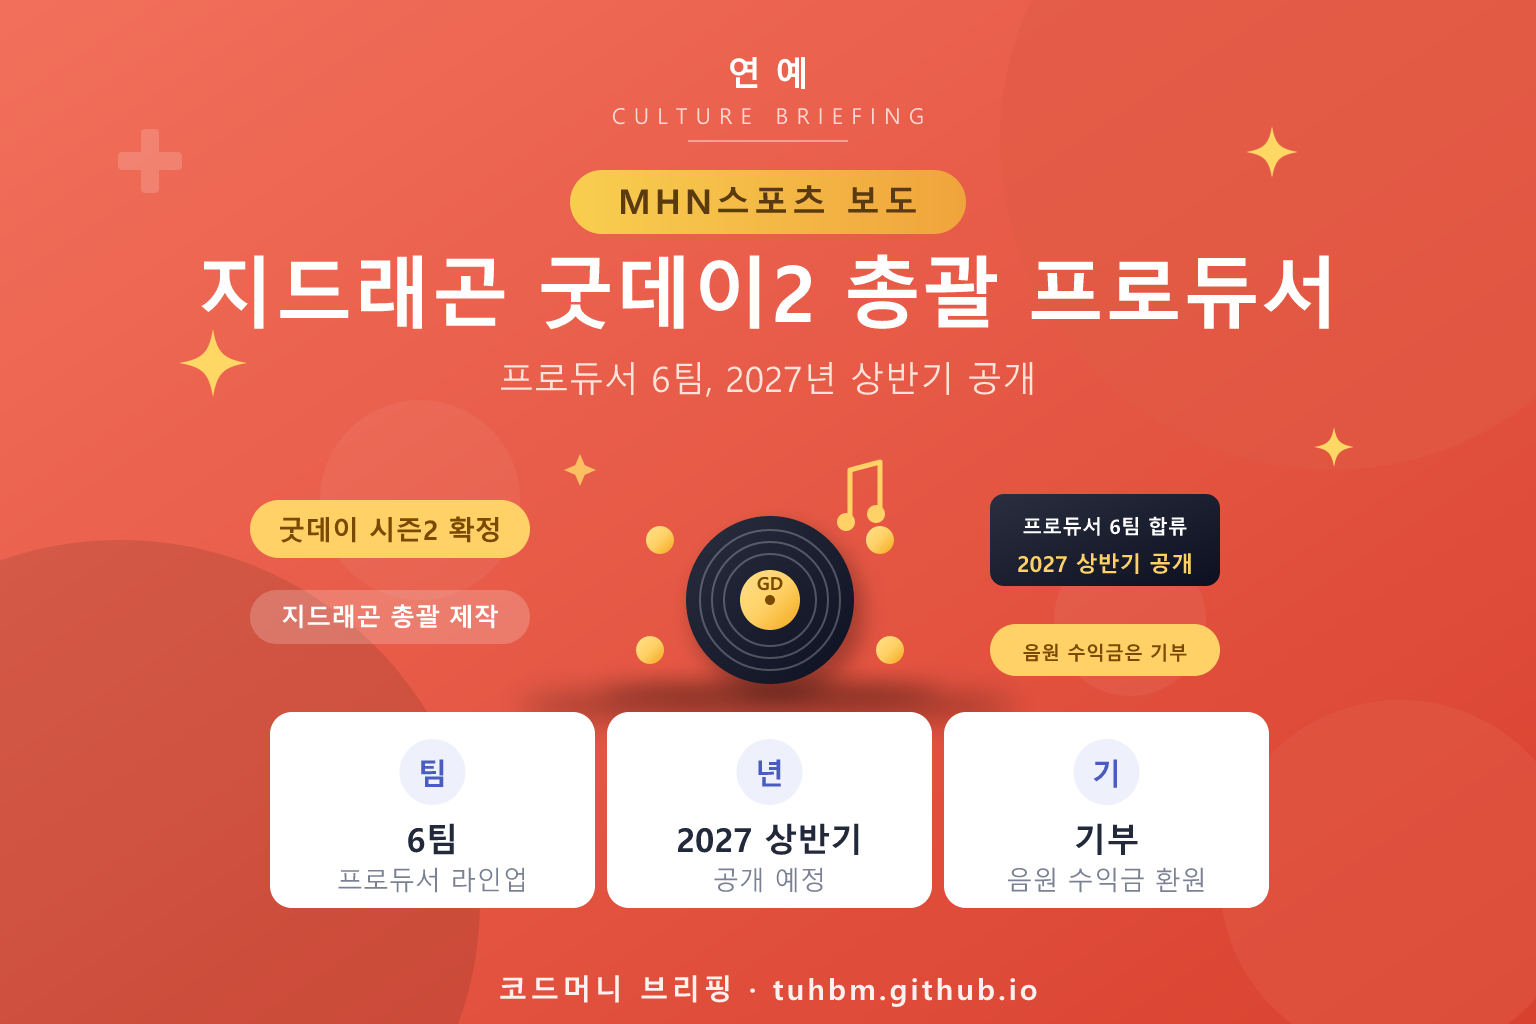 연예
CULTURE BRIEFING
MHN스포츠 보도
지드래곤 굿데이2 총괄 프로듀서
프로듀서 6팀, 2027년 상반기 공개
굿데이 시즌2 확정
지드래곤 총괄 제작
GD
프로듀서 6팀 합류
2027 상반기 공개
음원 수익금은 기부
팀
6팀
프로듀서 라인업
년
2027 상반기
공개 예정
기
기부
음원 수익금 환원
코드머니 브리핑 · tuhbm.github.io